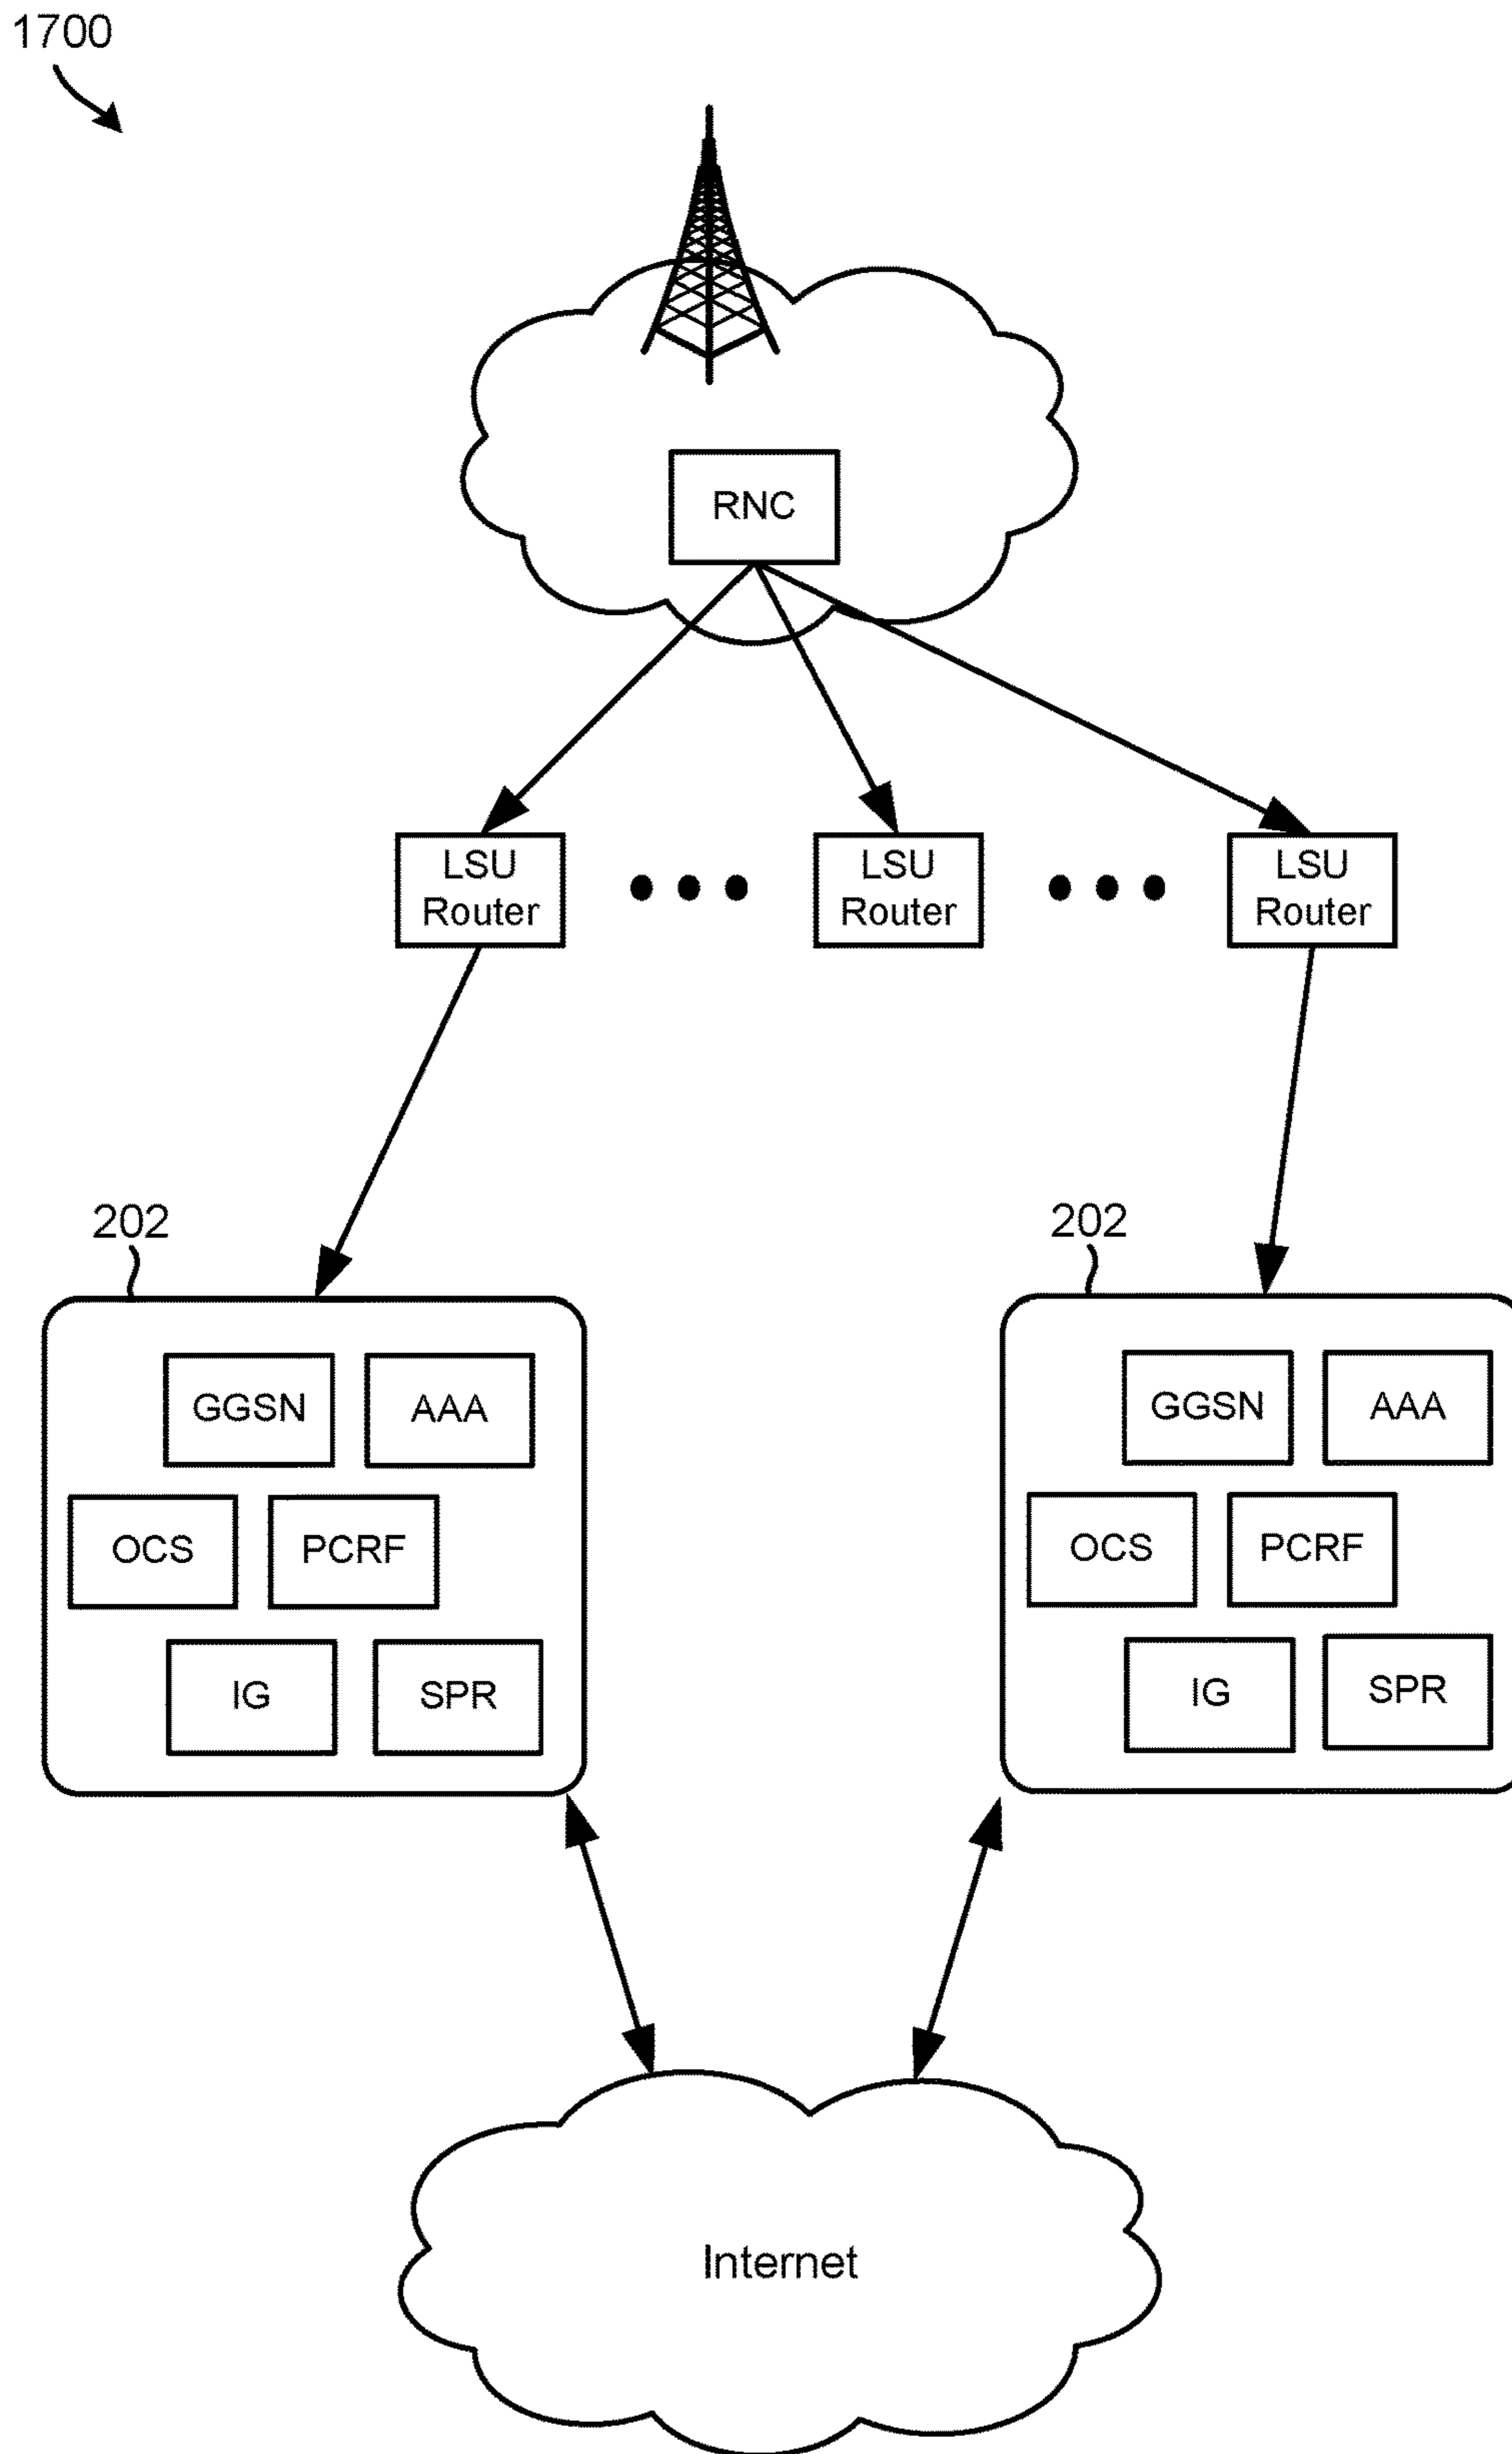 1700
RNC
LSU
Router
LSU
Router
LSU
Router
202
202
GGSN
AAA
OCS
PCRF
IG
SPR
GGSN
AAA
OCS
PCRF
IG
SPR
Internet